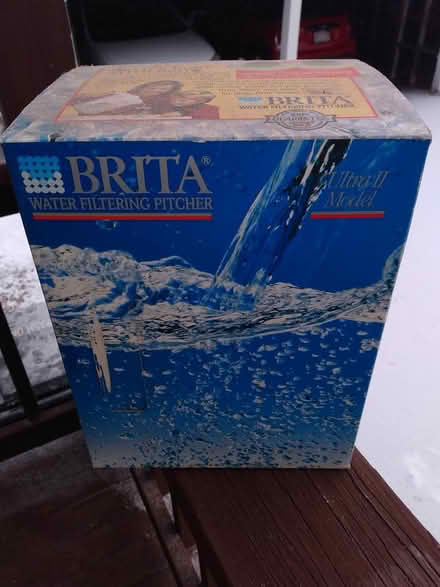 BRITA
WATER FILTERING PITCHER
BRITA®
WATER FILTERING PITCHER
Ultra II
Model